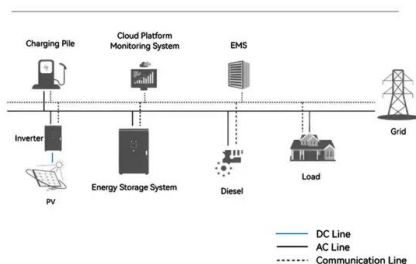 Charging Pile
Cloud Platform
Monitoring System
EMS
Grid
Inverter
PV
Energy Storage System
Diesel
Load
DC Line
AC Line
Communication Line